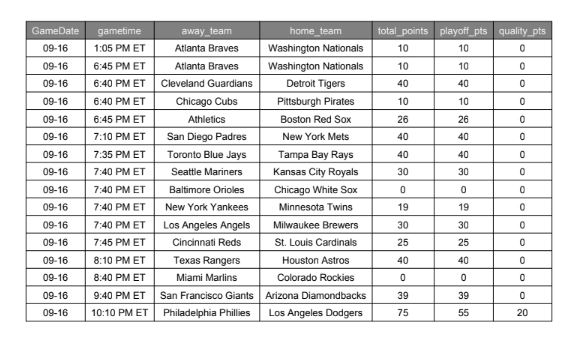 GameDate gametime away_team home_team total_points playoff_pts quality_pts
09-16 1:05 PM ET Atlanta Braves Washington Nationals 10 10 0
09-16 6:45 PM ET Atlanta Braves Washington Nationals 10 10 0
09-16 6:40 PM ET Cleveland Guardians Detroit Tigers 40 40 0
09-16 6:40 PM ET Chicago Cubs Pittsburgh Pirates 10 10 0
09-16 6:45 PM ET Athletics Boston Red Sox 26 26 0
09-16 7:10 PM ET San Diego Padres New York Mets 40 40 0
09-16 7:35 PM ET Toronto Blue Jays Tampa Bay Rays 40 40 0
09-16 7:40 PM ET Seattle Mariners Kansas City Royals 30 30 0
09-16 7:40 PM ET Baltimore Orioles Chicago White Sox 0 0 0
09-16 7:40 PM ET New York Yankees Minnesota Twins 19 19 0
09-16 7:40 PM ET Los Angeles Angels Milwaukee Brewers 30 30 0
09-16 7:45 PM ET Cincinnati Reds St. Louis Cardinals 25 25 0
09-16 8:10 PM ET Texas Rangers Houston Astros 40 40 0
09-16 8:40 PM ET Miami Marlins Colorado Rockies 0 0 0
09-16 9:40 PM ET San Francisco Giants Arizona Diamondbacks 39 39 0
09-16 10:10 PM ET Philadelphia Phillies Los Angeles Dodgers 75 55 20